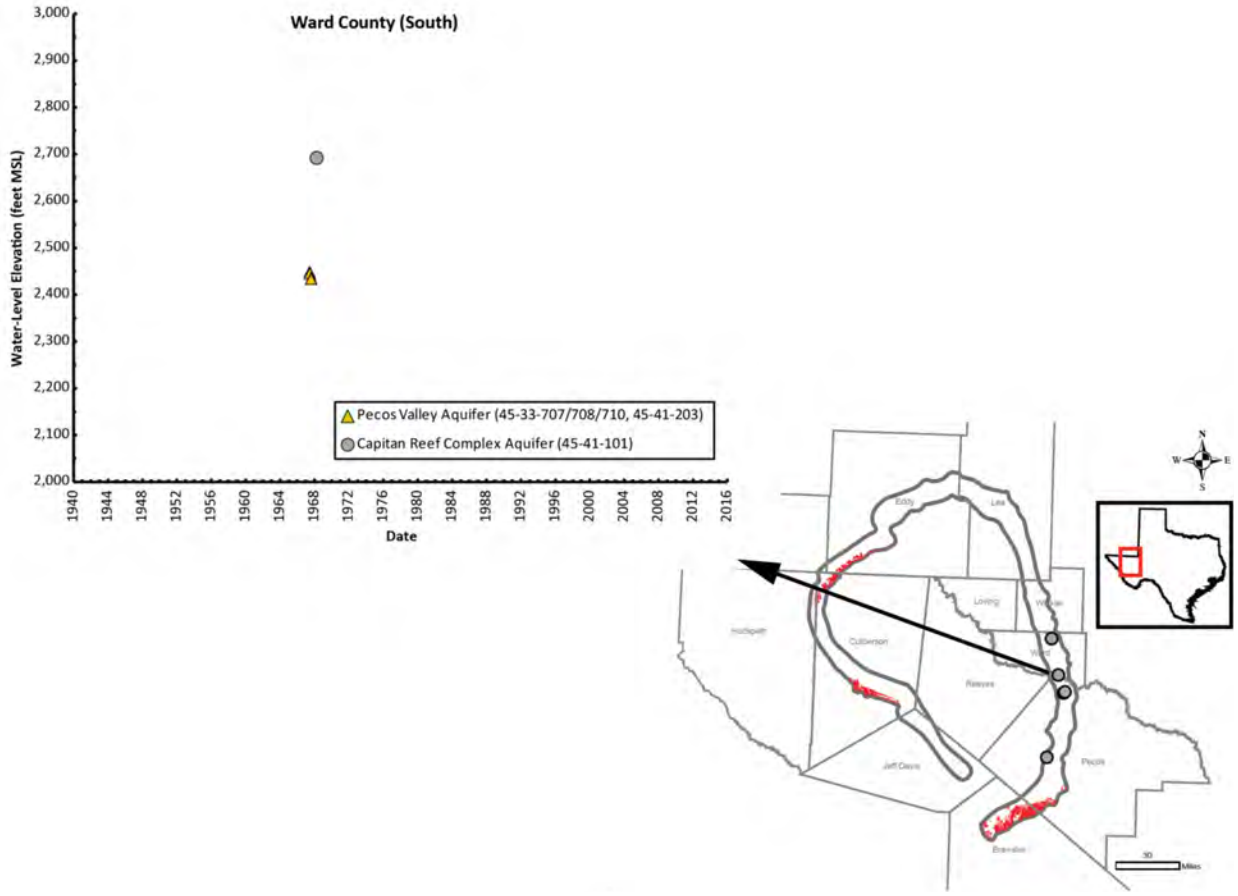 Ward County (South)
3,000
2,900
2,800
2,700
2,600
2,500
2,400
2,300
2,200
2,100
2,000
Water-Level Elevation (feet MSL)
Pecos Valley Aquifer (45-33-707/708/710, 45-41-203)
Capitan Reef Complex Aquifer (45-41-101)
1940
1944
1948
1952
1956
1960
1964
1968
1972
1976
1980
1984
1988
1992
1996
2000
2004
2008
2012
2016
Date
N
W E
S
Eddy
Lea
Loving
Winkler
Hudspeth
Culberson
Ward
Reeves
Jeff Davis
Pecos
Brewster
30
Miles